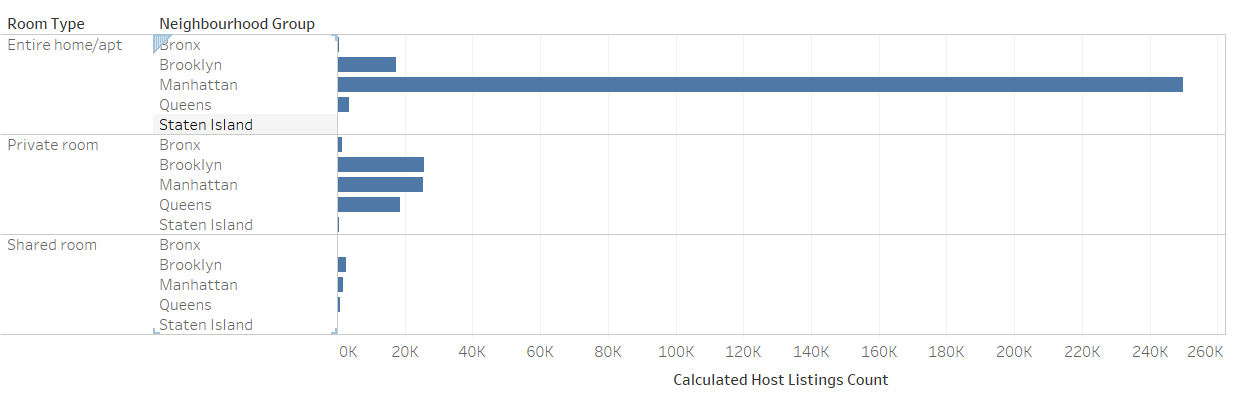 Room Type Neighbourhood Group
Entire home/apt Bronx
Brooklyn
Manhattan
Queens
Staten Island
Private room Bronx
Brooklyn
Manhattan
Queens
Staten Island
Shared room Bronx
Brooklyn
Manhattan
Queens
Staten Island
0K 20K 40K 60K 80K 100K 120K 140K 160K 180K 200K 220K 240K 260K
Calculated Host Listings Count